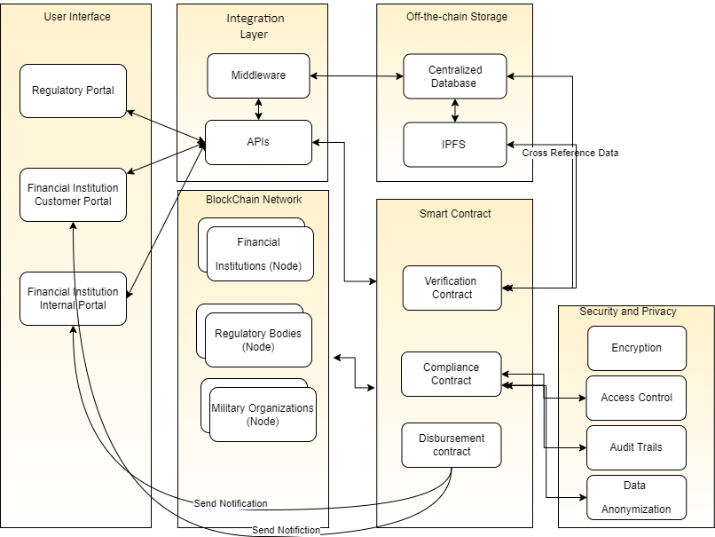 User Interface
Regulatory Portal
Financial Institution
Customer Portal
Financial Institution
Internal Portal
Integration
Layer
Middleware
APIs
Off-the-chain Storage
Centralized
Database
IPFS
Cross Reference Data
BlockChain Network
Financial
Institutions (Node)
Regulatory Bodies
(Node)
Military Organizations
(Node)
Smart Contract
Verification
Contract
Compliance
Contract
Disbursement
contract
Security and Privacy
Encryption
Access Control
Audit Trails
Data
Anonymization
Send Notification
Send Notifiction